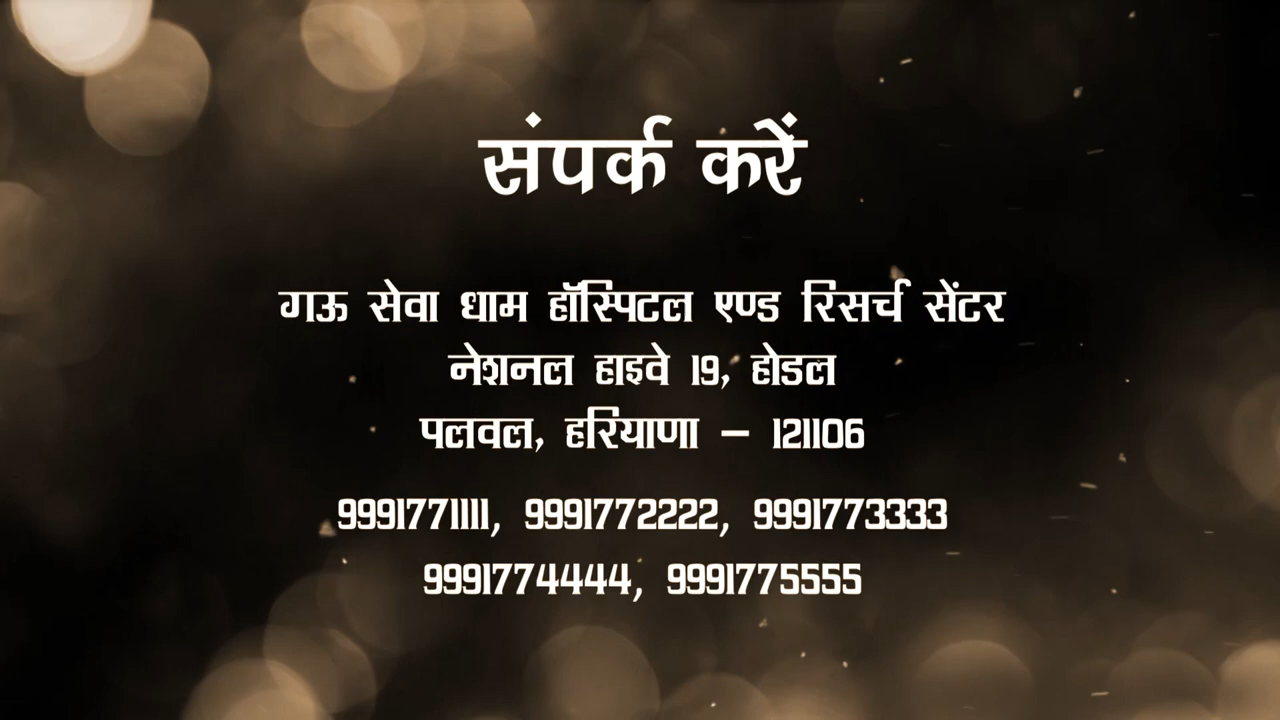 संपर्क करें
गऊ सेवा धाम हॉस्पिटल एण्ड रिसर्च सेंटर
नेशनल हाइवे 19, होडल
पलवल, हरियाणा – 121106
9991771111, 9991772222, 9991773333
9991774444, 9991775555